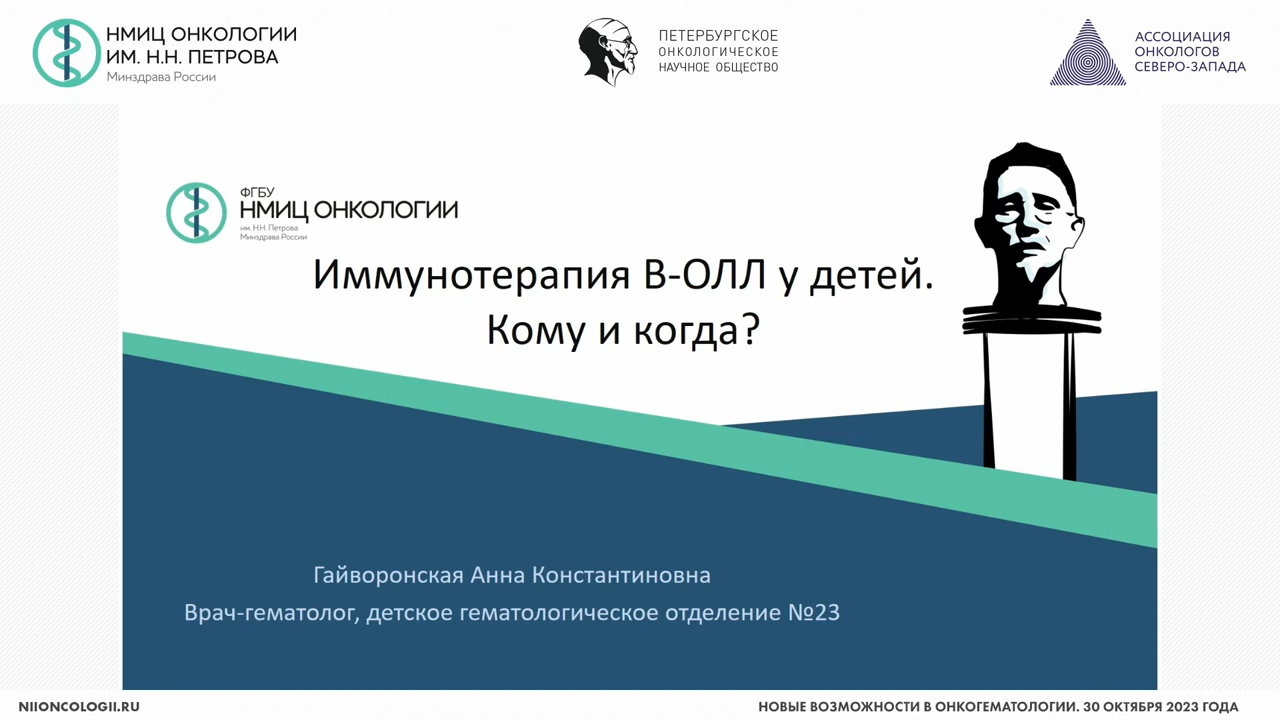 НМИЦ ОНКОЛОГИИ
ИМ. Н.Н. ПЕТРОВА
Минздрава России
ПЕТЕРБУРГСКОЕ
ОНКОЛОГИЧЕСКОЕ
НАУЧНОЕ ОБЩЕСТВО
АССОЦИАЦИЯ
ОНКОЛОГОВ
СЕВЕРО-ЗАПАДА
ФГБУ
НМИЦ ОНКОЛОГИИ
им. Н.Н. Петрова
Минздрава России
Иммунотерапия В-ОЛЛ у детей.
Кому и когда?
Гайворонская Анна Константиновна
Врач-гематолог, детское гематологическое отделение №23
NIIONCOLOGII.RU
НОВЫЕ ВОЗМОЖНОСТИ В ОНКОГЕМАТОЛОГИИ. 30 ОКТЯБРЯ 2023 ГОДА